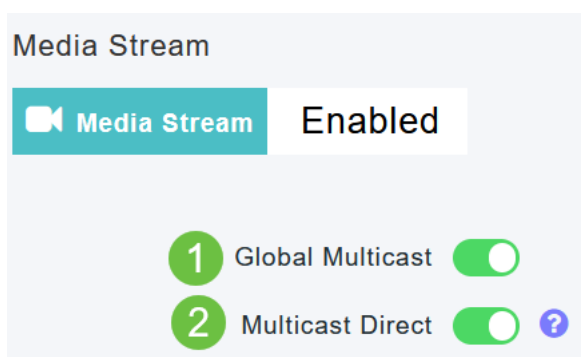 Media Stream
Media Stream Enabled
1 Global Multicast
2 Multicast Direct ?